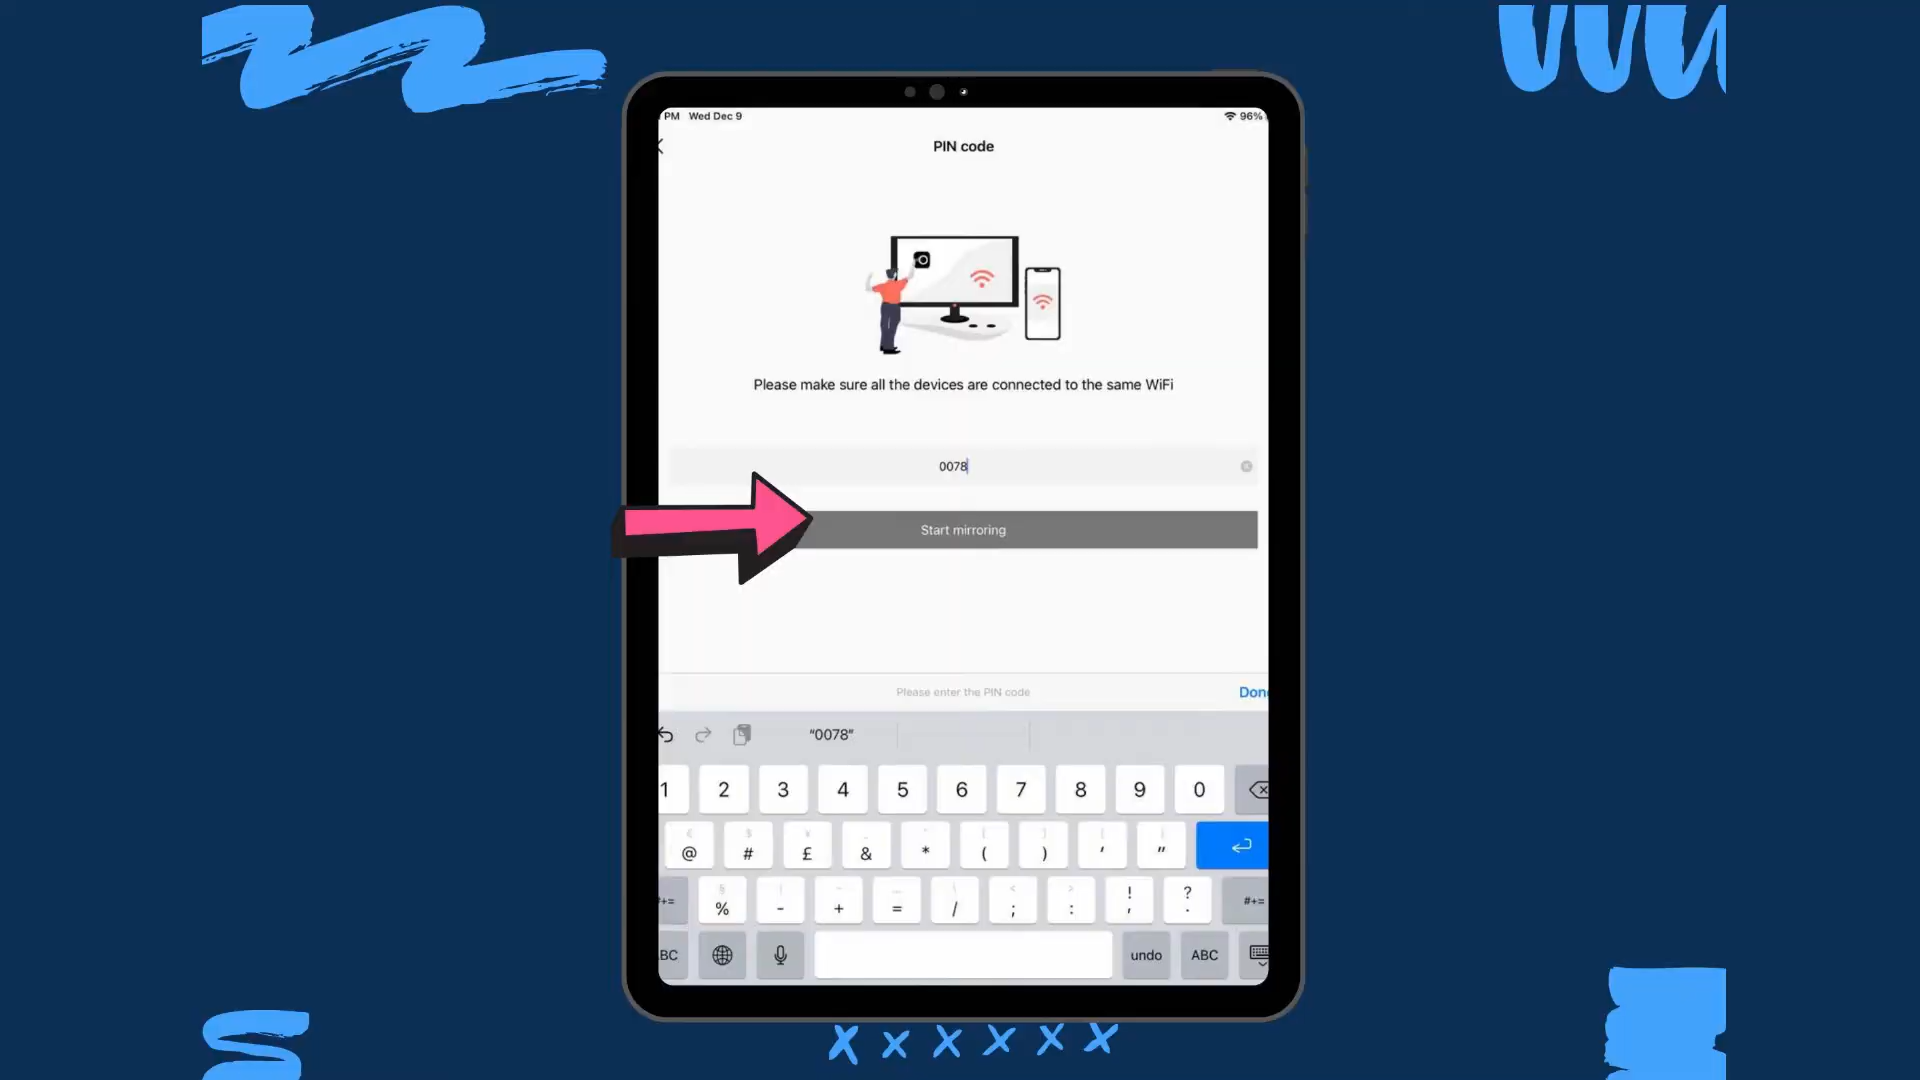 PM Wed Dec 9 96%
PIN code
Please make sure all the devices are connected to the same WiFi
0078
Start mirroring
Please enter the PIN code Don
"0078"
1 2 3 4 5 6 7 8 9 0
@ # £ & * ( ) ' "
#+= % - + = / ; : ! , ? . #+=
BC undo ABC
x x x x x x